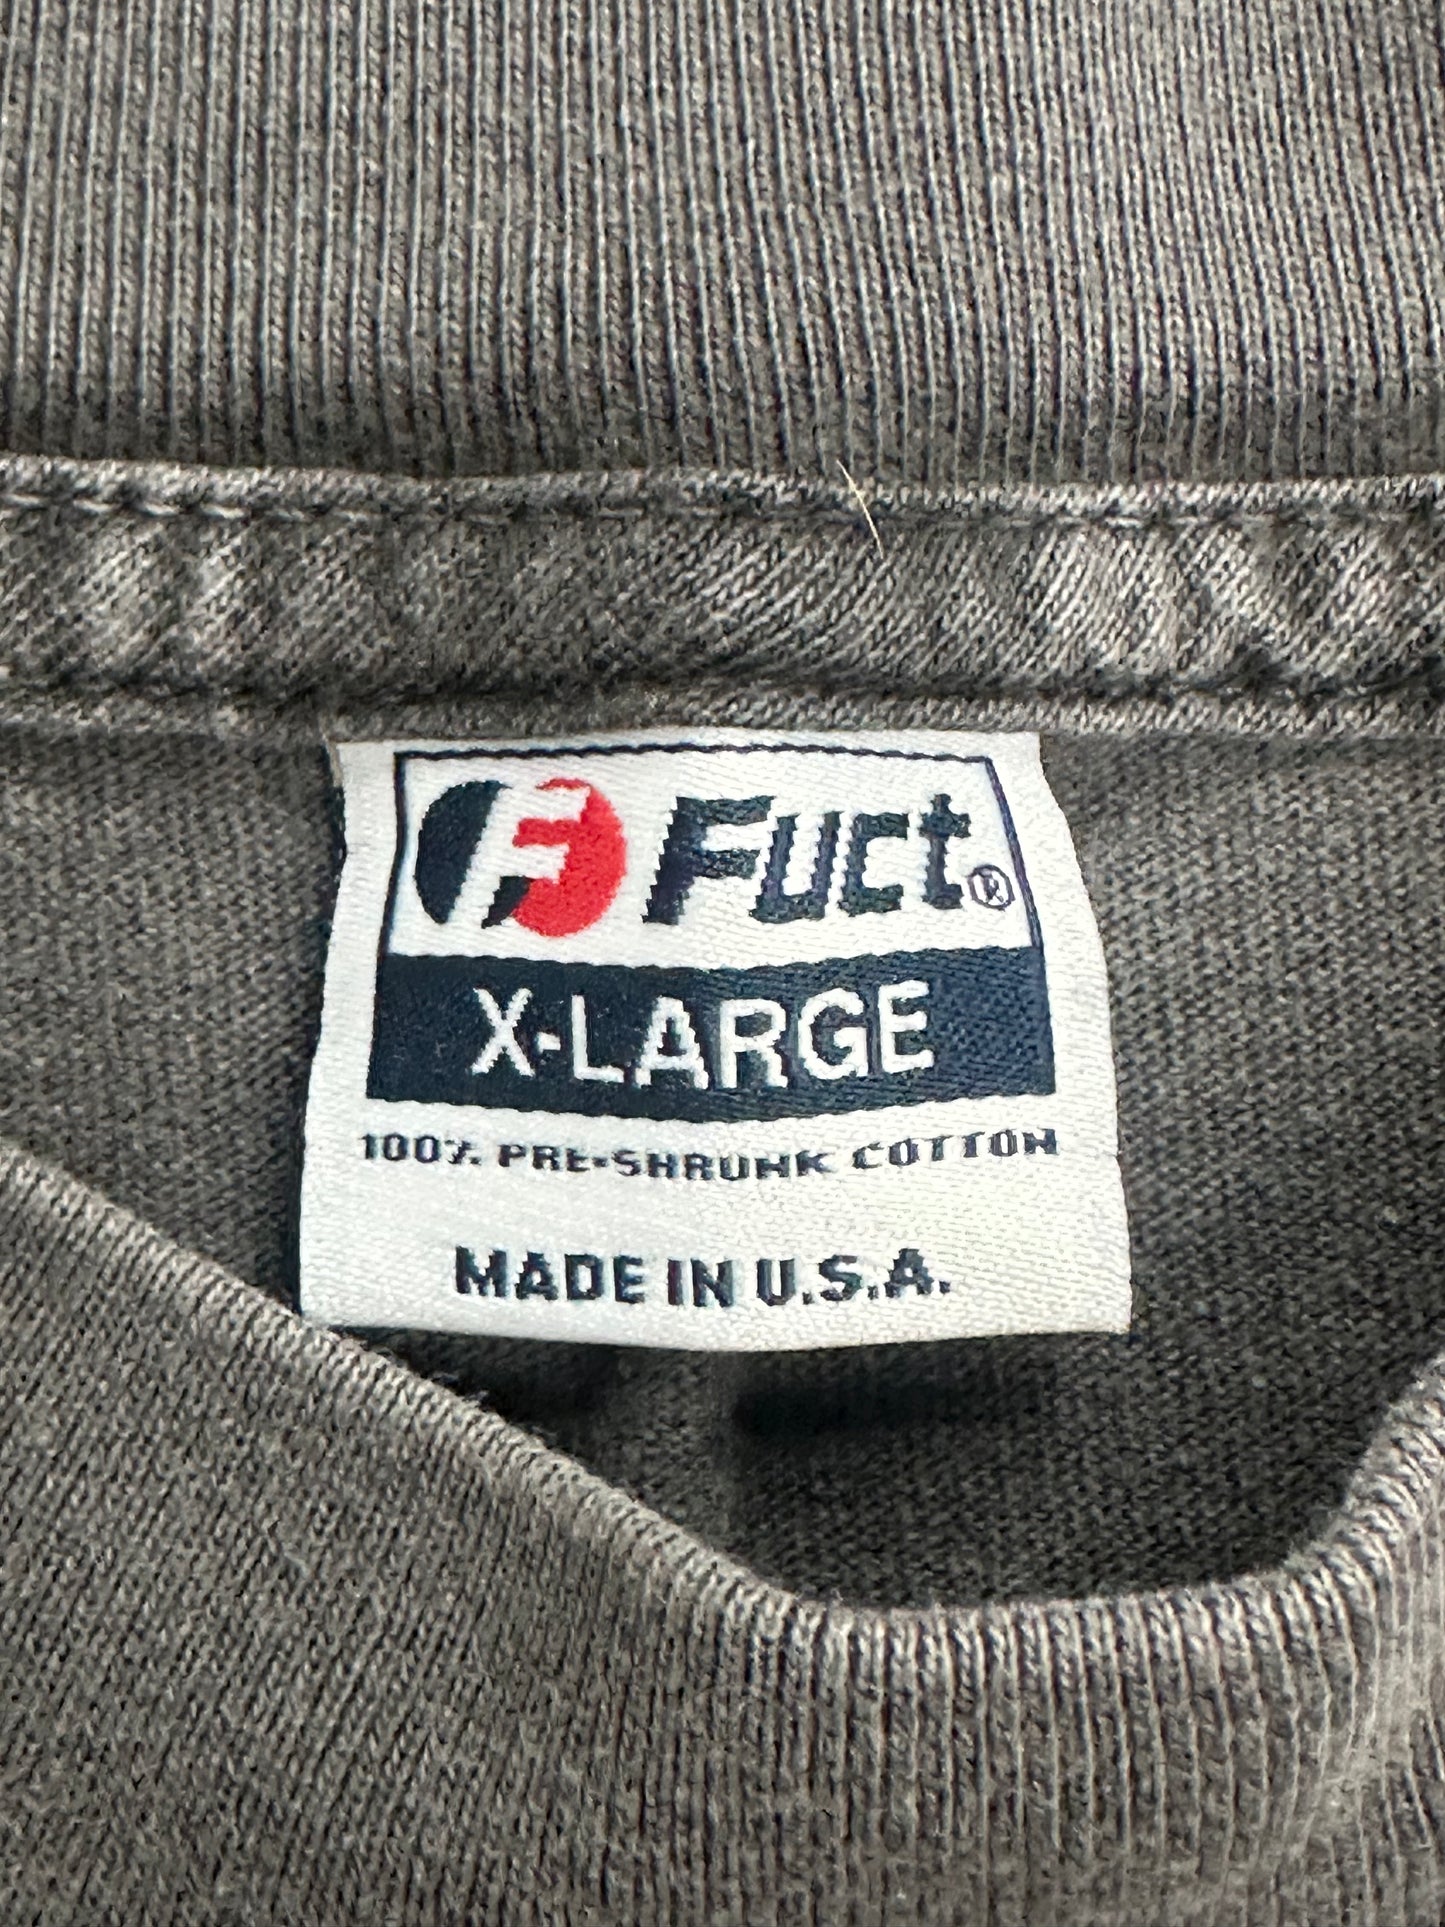 F Fuct®
X-LARGE
100% PRE-SHRUNK COTTON
MADE IN U.S.A.